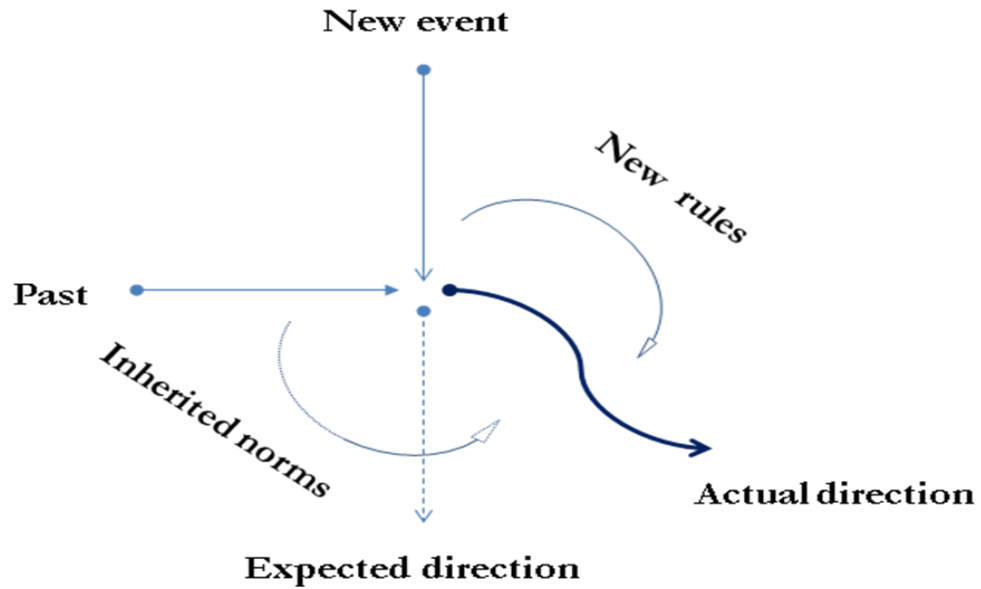 New event
New rules
Past
Inherited norms
Actual direction
Expected direction